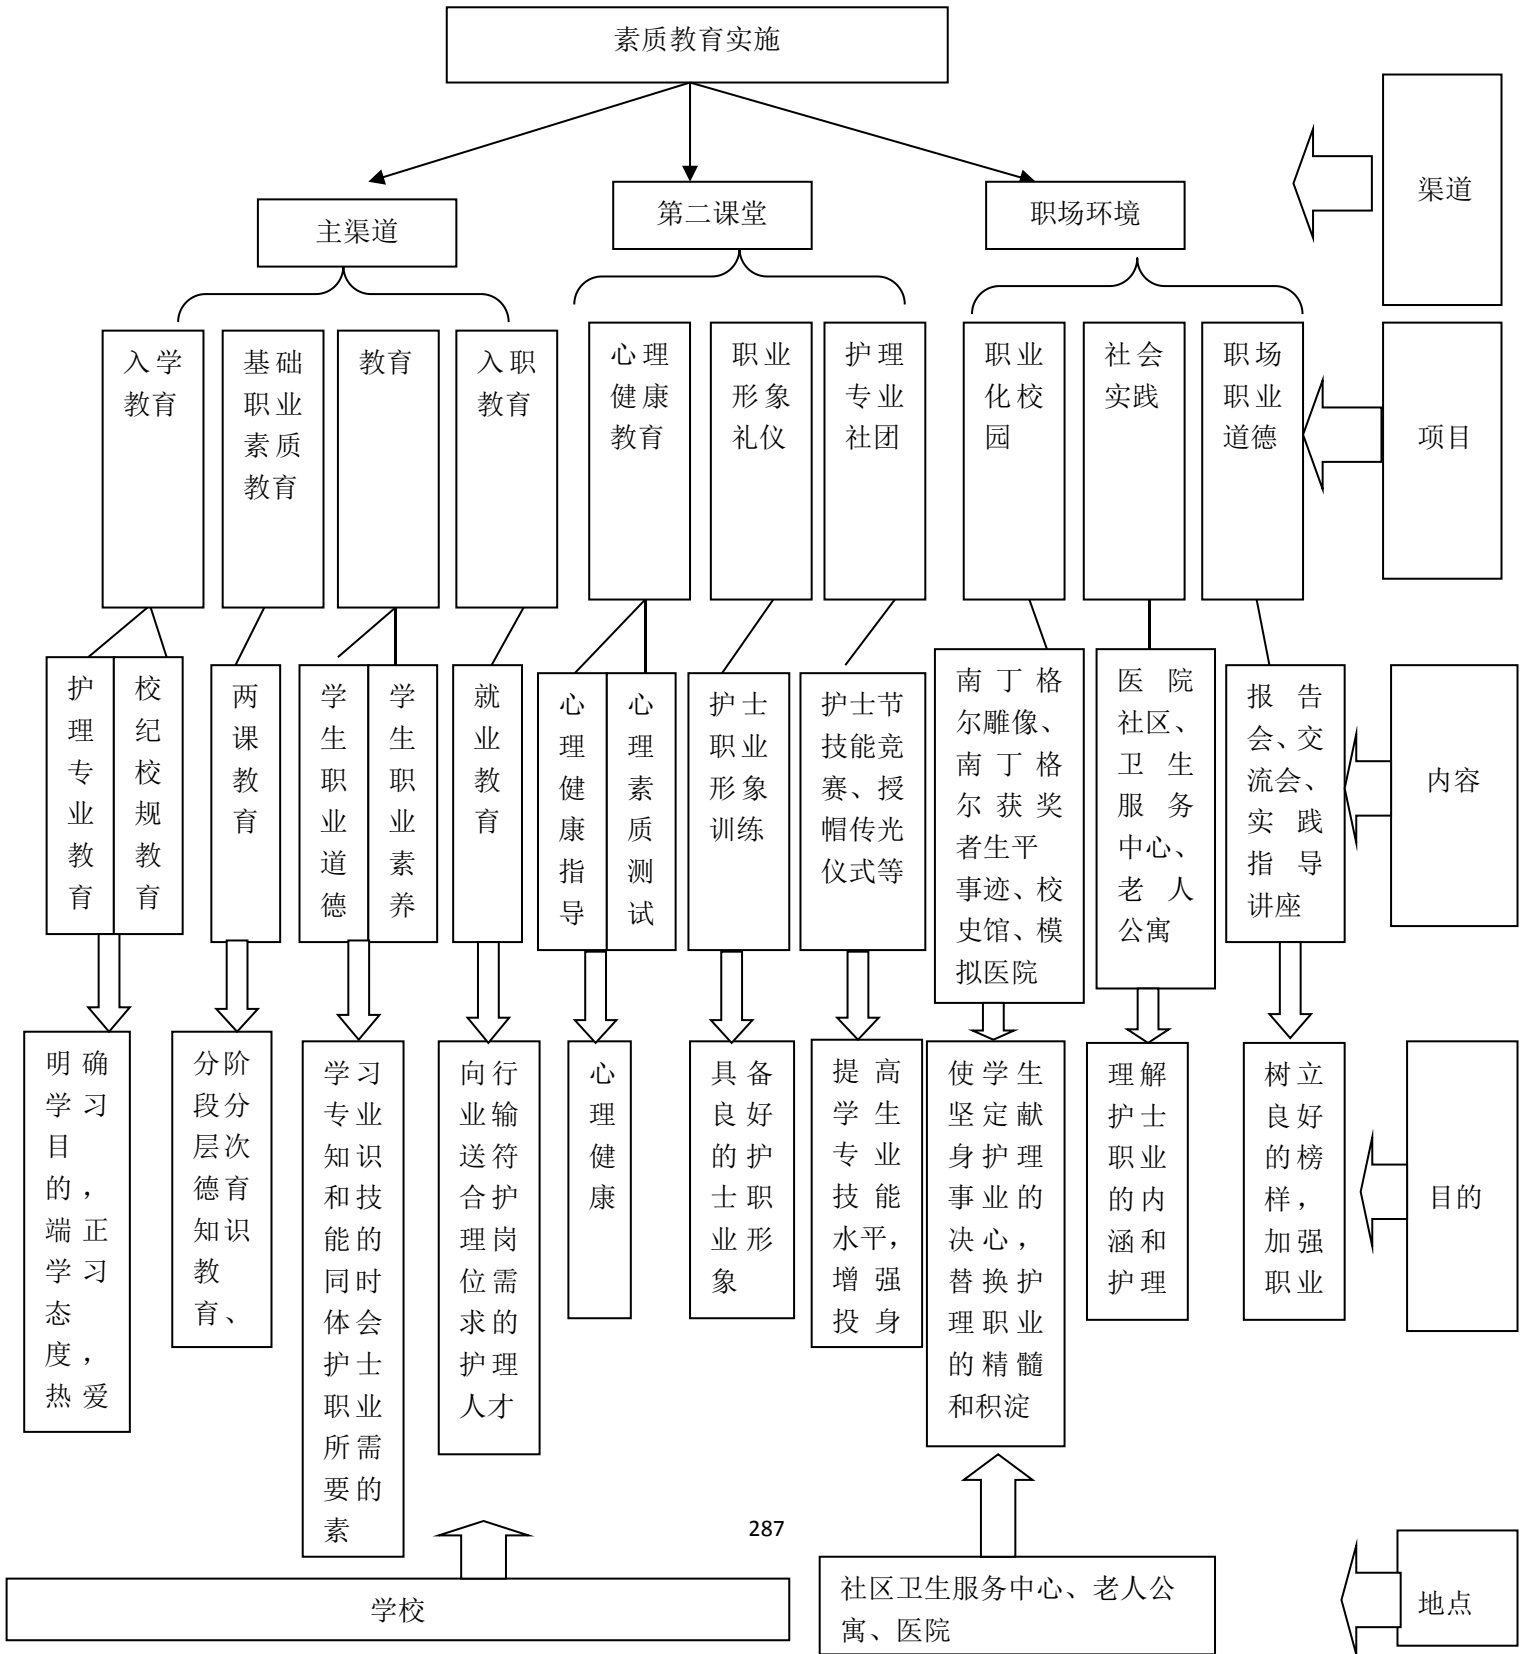 素质教育实施
渠道
主渠道
第二课堂
职场环境
入学
教育
基础
职业
素质
教育
教育
入职
教育
心理
健康
教育
职业
形象
礼仪
护理
专业
社团
职业
化校
园
社会
实践
职场
职业
道德
项目
护理专业教育
校纪校规教育
两课教育
学生职业道德
学生职业素养
就业教育
心理健康指导
心理素质测试
护士
职业
形象
训练
护士节
技能竞
赛、授
帽传光
仪式等
南丁格
尔雕像、
南丁格
尔获奖
者生平
事迹、校
史馆、模
拟医院
医院
社区、
卫生
服务
中心、
老人
公寓
报告
会、交
流会、
实践
指导
讲座
内容
明确
学习
目
的，
端正
学习
态
度，
热爱
分阶
段分
层次
德育
知识
教
育、
学习
专业
知识
和技
能的
同时
体会
护士
职业
所需
要的
素
向行
业输
送符
合护
理岗
位需
求的
护理
人才
心理健康
具备
良好
的护
士职
业形
象
提高
学生
专业
技能
水平，
增强
投身
使学生
坚定献
身护理
事业的
决心，
替换护
理职业
的精髓
和积淀
理解
护士
职业
的内
涵和
护理
树立
良好
的榜
样，
加强
职业
目的
287
学校
社区卫生服务中心、老人公
寓、医院
地点